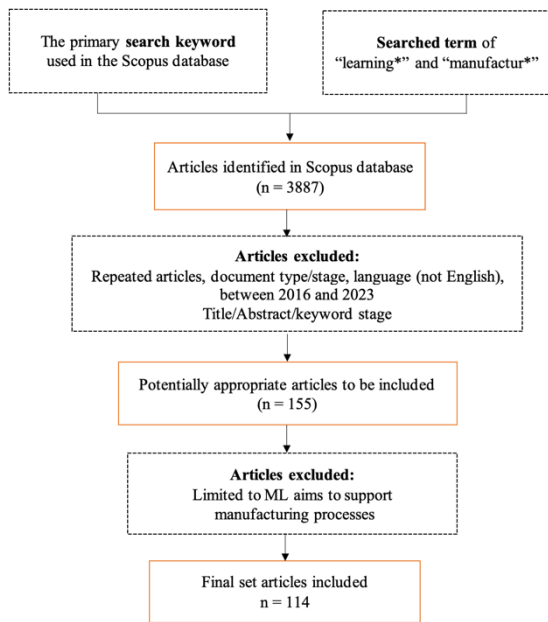 The primary search keyword
used in the Scopus database
Searched term of
“learning*” and “manufactur*”
Articles identified in Scopus database
(n = 3887)
Articles excluded:
Repeated articles, document type/stage, language (not English),
between 2016 and 2023
Title/Abstract/keyword stage
Potentially appropriate articles to be included
(n = 155)
Articles excluded:
Limited to ML aims to support
manufacturing processes
Final set articles included
n = 114